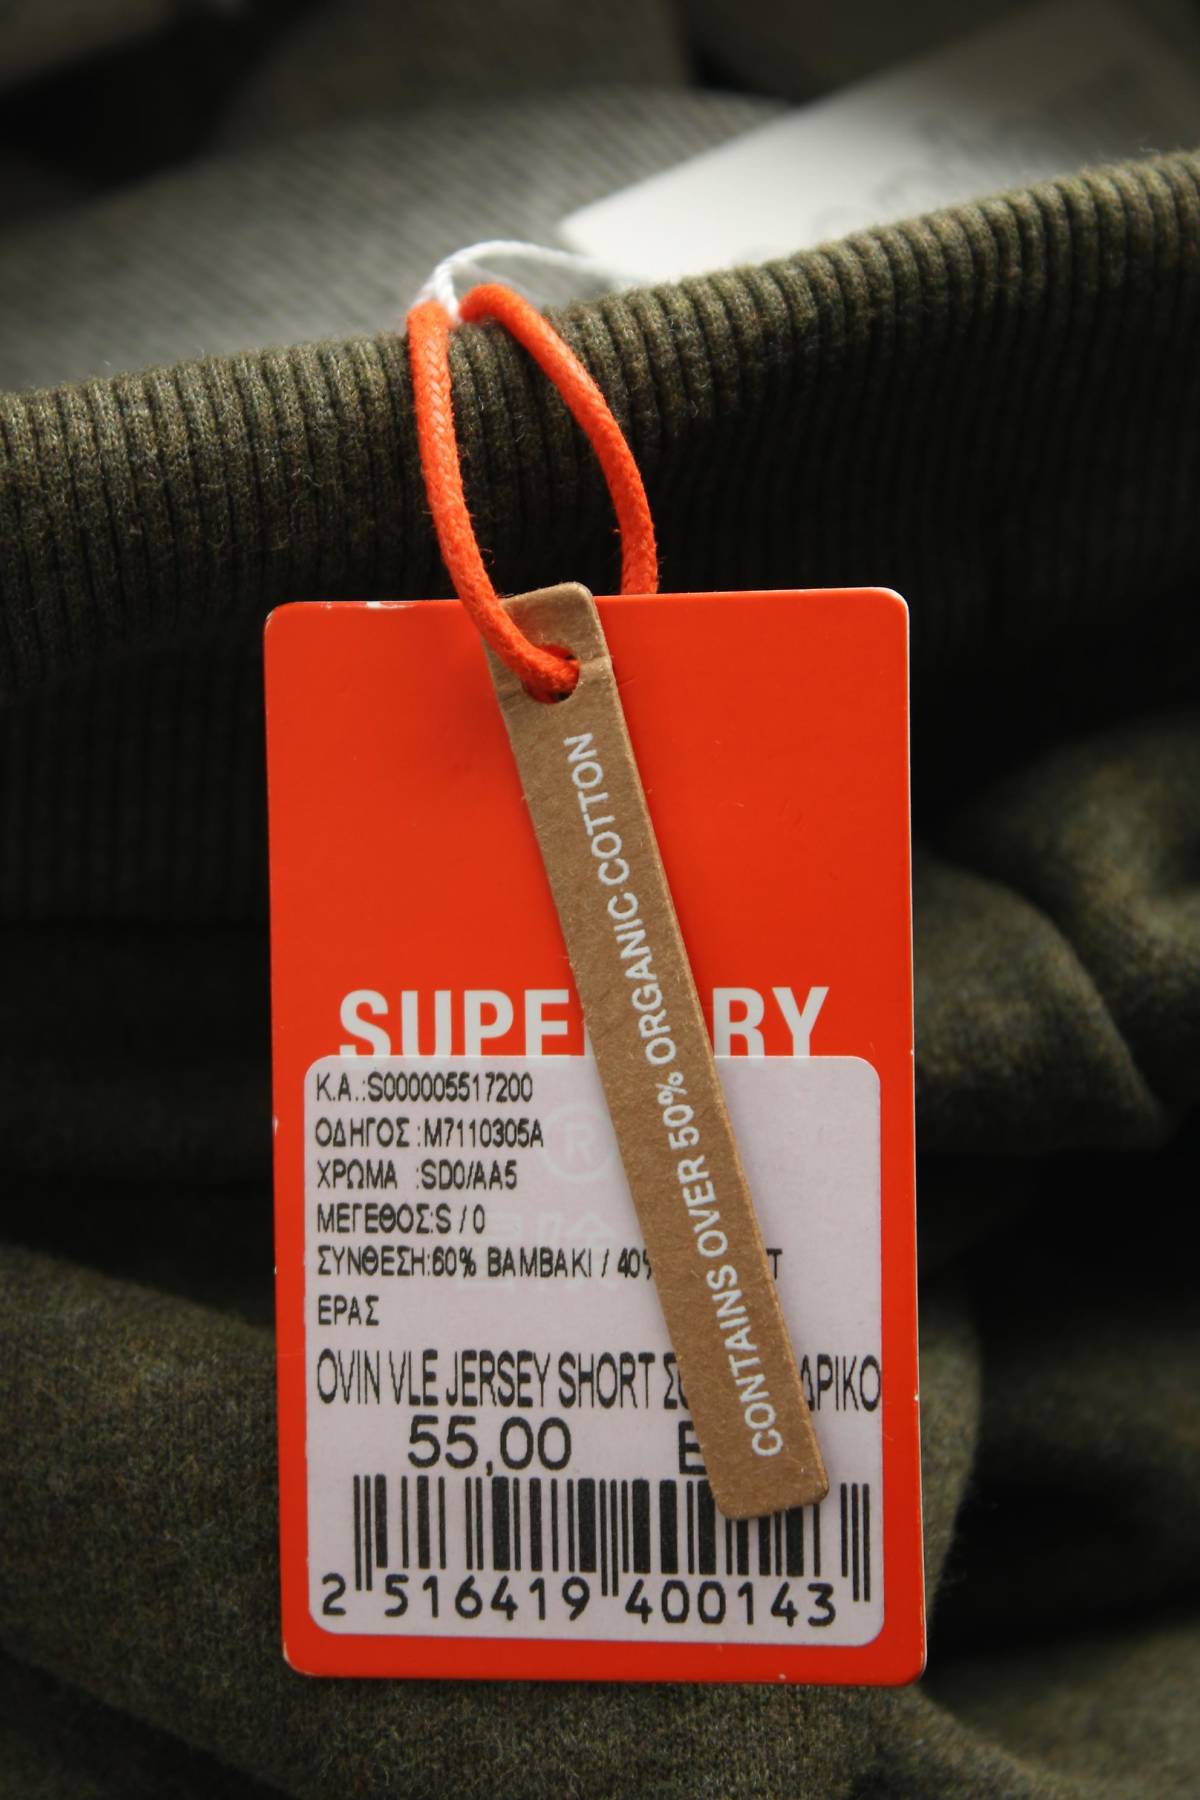 CONTAINS OVER 50% ORGANIC COTTON
SUPE RY
®
Κ.Α.:S000005517200
ΟΔΗΓΟΣ :M7110305A
ΧΡΩΜΑ :SD0/AA5
ΜΕΓΕΘΟΣ:S / 0
ΣΥΝΘΕΣΗ:60% ΒΑΜΒΑΚΙ / 40% Τ
ΕΡΑΣ
OVIN VLE JERSEY SHORT ΔΡΙΚΟ
55,00 E
2 516419 400143